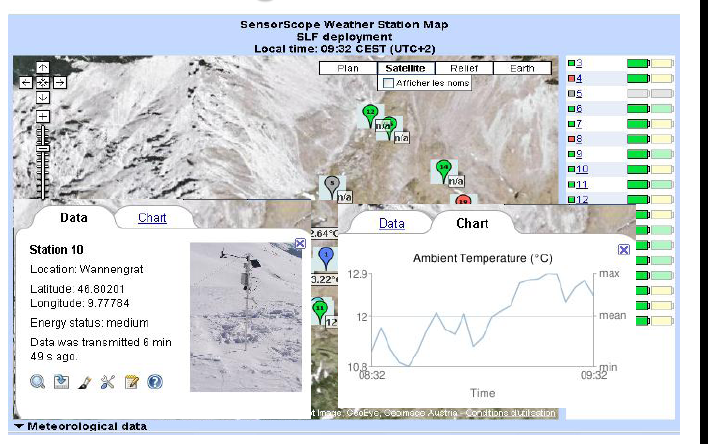 SensorScope Weather Station Map
SLF deployment
Local time: 09:32 CEST (UTC+2)
Plan
Satellite
Relief
Earth
Afficher les noms
3
4
5
6
7
8
9
10
11
12
12
n/a
n/a
14
n/a
5
n/a
2.64°C
1
3.22°
11
12
Data
Chart
Station 10
Location: Wannengrat
Latitude: 46.80201
Longitude: 9.77784
Energy status: medium
Data was transmitted 6 min
49 s ago.
Data
Chart
Ambient Temperature (°C)
12.9
max
12
mean
10.8
min
08:32
09:32
Time
Image, GeoEye, Geoimage Austria - Conditions d'utilisation
Meteorological data